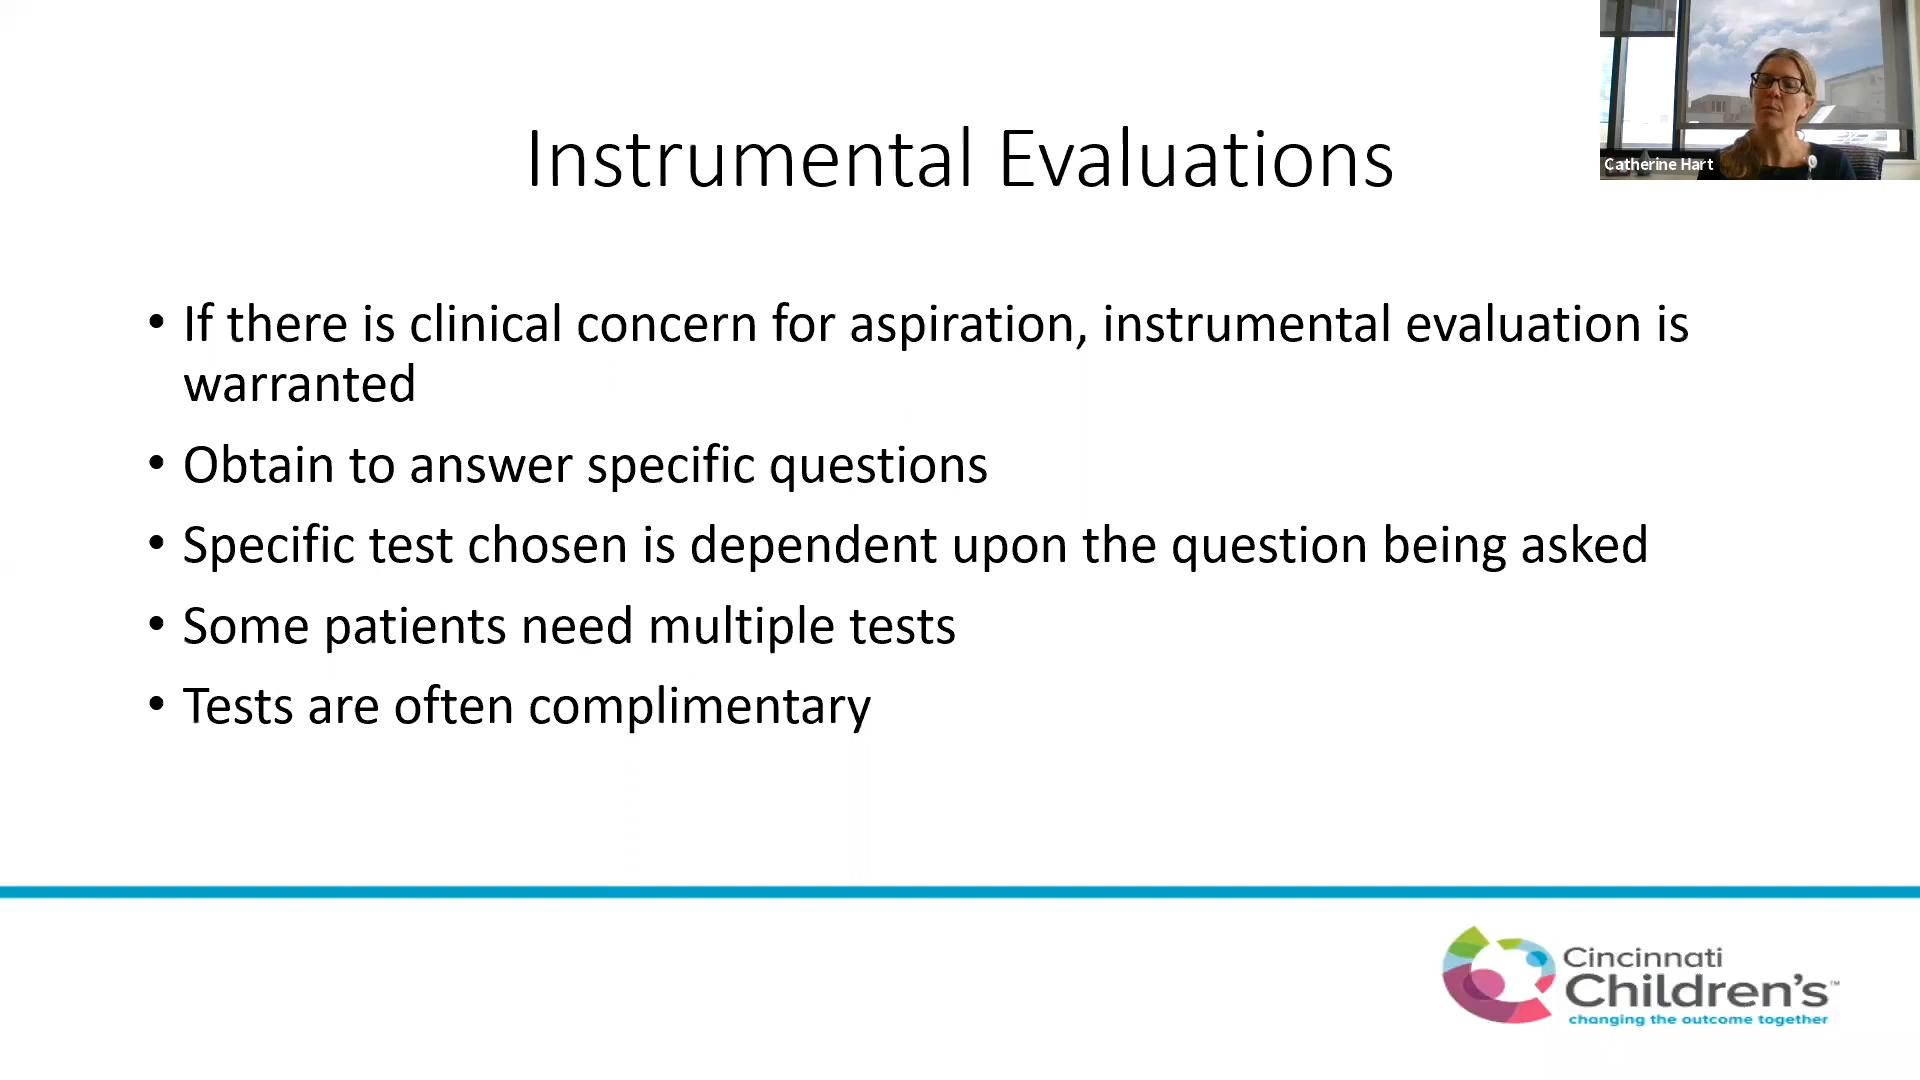 Catherine Hart
Instrumental Evaluations
• If there is clinical concern for aspiration, instrumental evaluation is
warranted
• Obtain to answer specific questions
• Specific test chosen is dependent upon the question being asked
• Some patients need multiple tests
• Tests are often complimentary
Cincinnati
Children's™
changing the outcome together